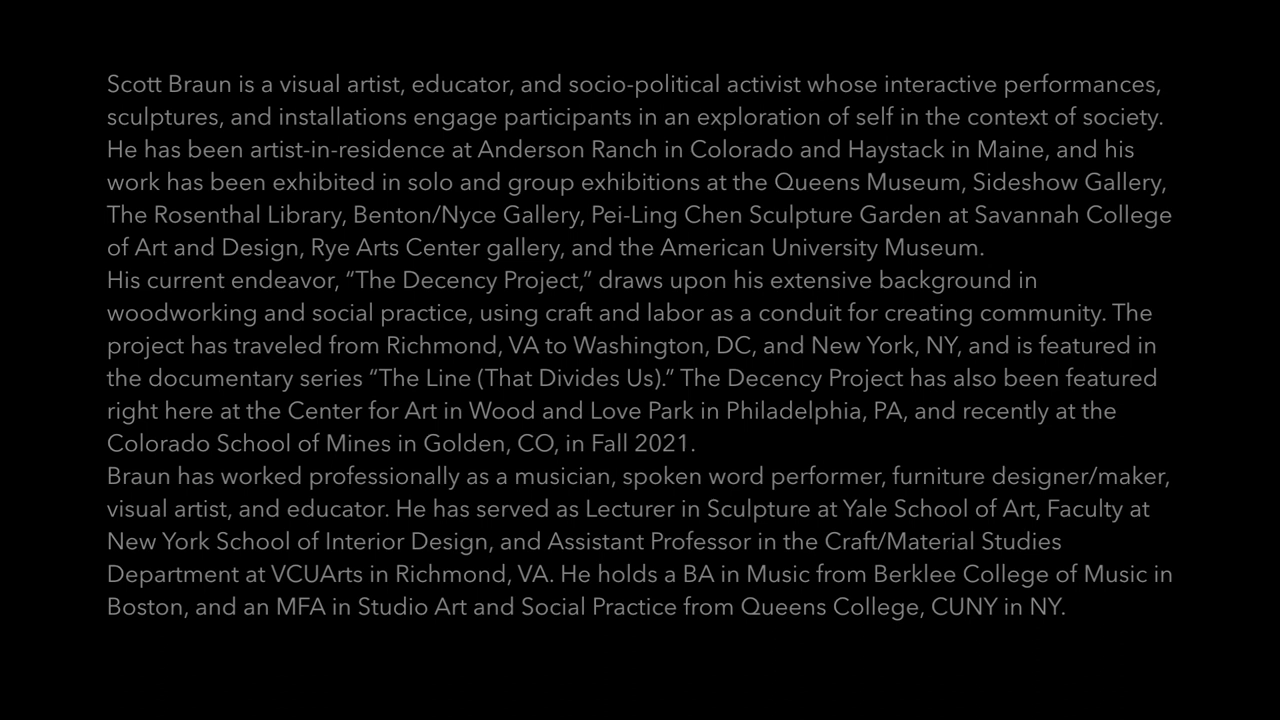 Scott Braun is a visual artist, educator, and socio-political activist whose interactive performances,
sculptures, and installations engage participants in an exploration of self in the context of society.
He has been artist-in-residence at Anderson Ranch in Colorado and Haystack in Maine, and his
work has been exhibited in solo and group exhibitions at the Queens Museum, Sideshow Gallery,
The Rosenthal Library, Benton/Nyce Gallery, Pei-Ling Chen Sculpture Garden at Savannah College
of Art and Design, Rye Arts Center gallery, and the American University Museum.
His current endeavor, “The Decency Project,” draws upon his extensive background in
woodworking and social practice, using craft and labor as a conduit for creating community. The
project has traveled from Richmond, VA to Washington, DC, and New York, NY, and is featured in
the documentary series “The Line (That Divides Us).” The Decency Project has also been featured
right here at the Center for Art in Wood and Love Park in Philadelphia, PA, and recently at the
Colorado School of Mines in Golden, CO, in Fall 2021.
Braun has worked professionally as a musician, spoken word performer, furniture designer/maker,
visual artist, and educator. He has served as Lecturer in Sculpture at Yale School of Art, Faculty at
New York School of Interior Design, and Assistant Professor in the Craft/Material Studies
Department at VCUArts in Richmond, VA. He holds a BA in Music from Berklee College of Music in
Boston, and an MFA in Studio Art and Social Practice from Queens College, CUNY in NY.